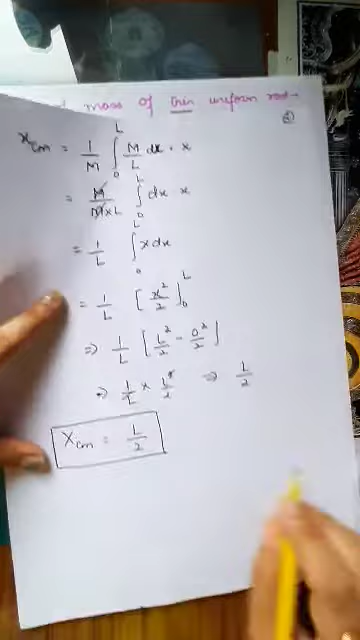 mass of thin uniform rod-
②
x_cm = 1/M ∫₀ᴸ M/L dx · x
= M/(M×L) ∫₀ᴸ dx · x
= 1/L ∫₀ᴸ x dx
= 1/L [x²/2]₀ᴸ
⇒ 1/L [L²/2 - 0²/2]
⇒ 1/L × L²/2 ⇒ L/2
X_cm = L/2